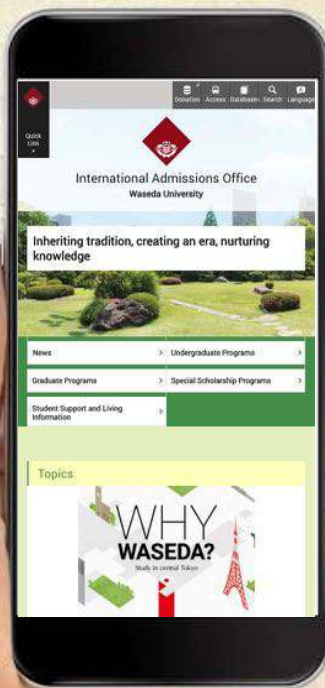 Donation
Access
Databases
Search
Language
Quick
Link
International Admissions Office
Waseda University
Inheriting tradition, creating an era, nurturing
knowledge
News
Undergraduate Programs
Graduate Programs
Special Scholarship Programs
Student Support and Living
Information
Topics
WHY
WASEDA?
Study in central Tokyo